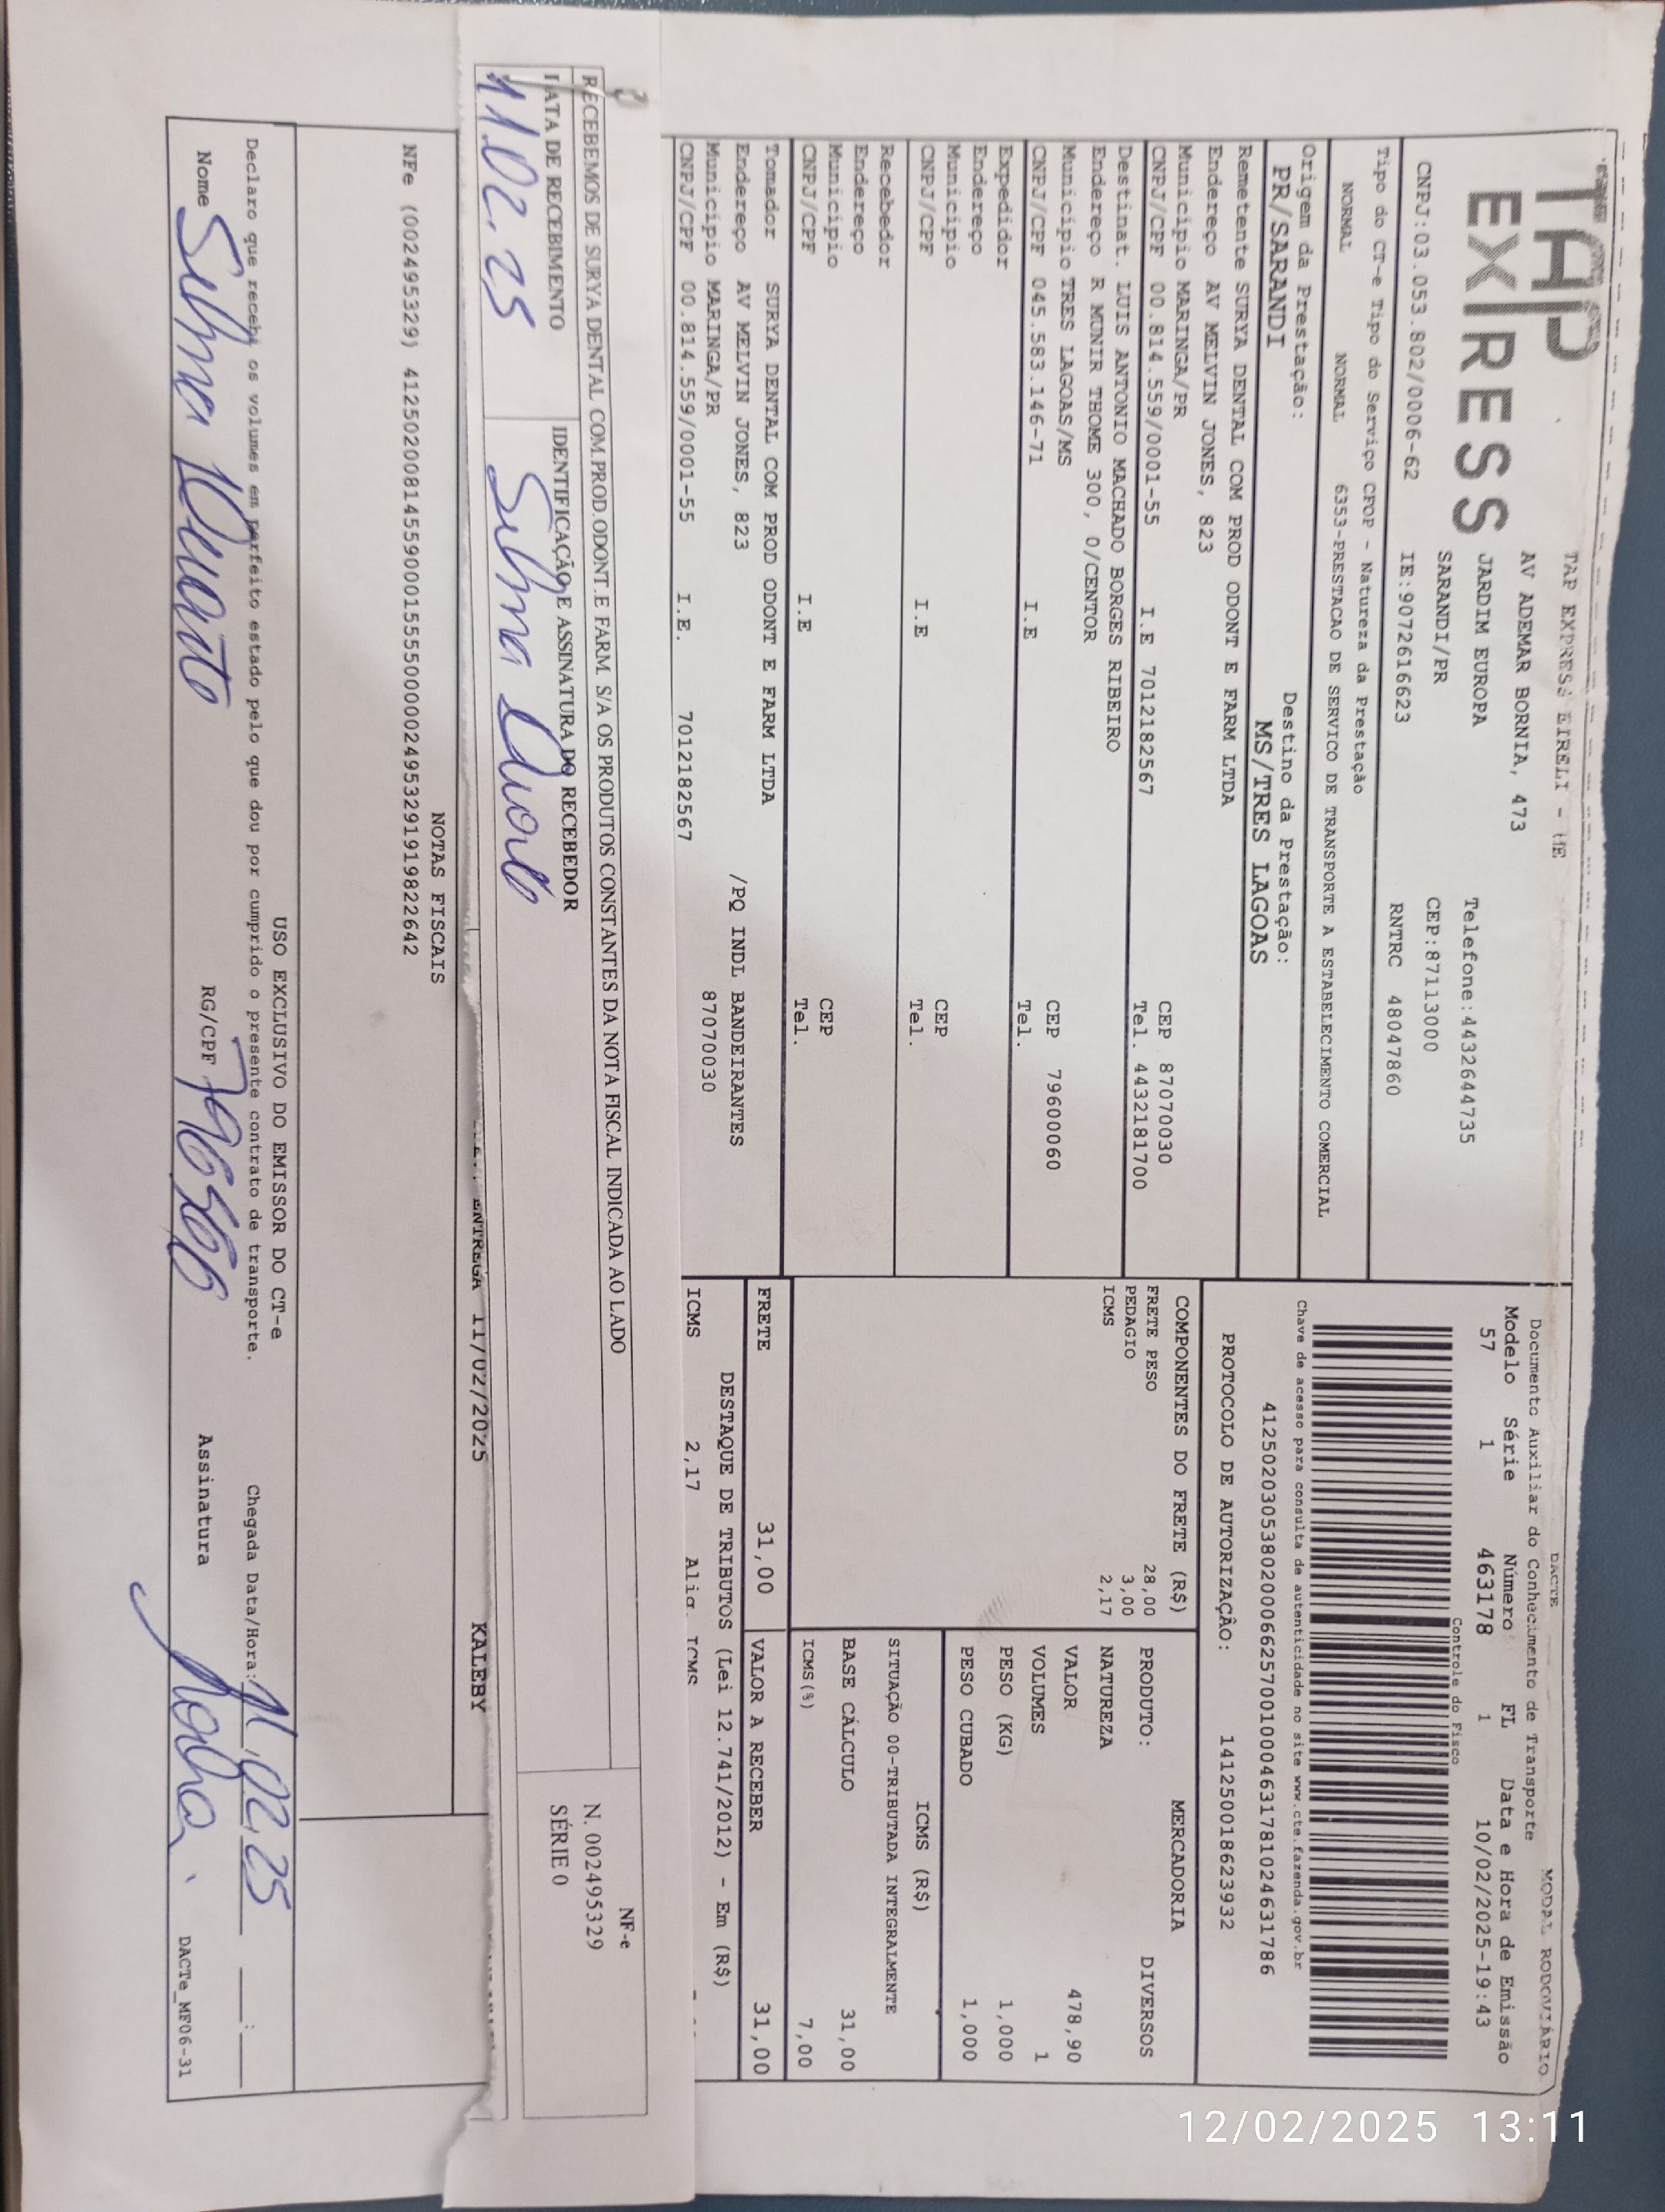 TAP
EXPRESS
TAP EXPRESS EIRELI - ME
AV ADEMAR BORNIA, 473
JARDIM EUROPA
Telefone:4432644735
SARANDI/PR
CEP:87113000
CNPJ:03.053.802/0006-62 IE:9072616623 RNTRC 48047860
Tipo do CT-e Tipo do Serviço CFOP - Natureza da Prestação
NORMAL NORMAL 6353-PRESTACAO DE SERVICO DE TRANSPORTE A ESTABELECIMENTO COMERCIAL
Origem da Prestação: Destino da Prestação:
PR/SARANDI MS/TRES LAGOAS
Remetente SURYA DENTAL COM PROD ODONT E FARM LTDA
Endereço AV MELVIN JONES, 823
Município MARINGA/PR CEP 87070030
CNPJ/CPF 00.814.559/0001-55 I.E 7012182567 Tel. 4432181700
Destinat. LUIS ANTONIO MACHADO BORGES RIBEIRO
Endereço R MUNIR THOME 300, 0/CENTOR
Município TRES LAGOAS/MS CEP 79600060
CNPJ/CPF 045.583.146-71 I.E Tel.
Expedidor
Endereço
Município CEP
CNPJ/CPF I.E Tel.
Recebedor
Endereço
Município CEP
CNPJ/CPF I.E Tel.
Tomador SURYA DENTAL COM PROD ODONT E FARM LTDA
Endereço AV MELVIN JONES, 823 /PQ INDL BANDEIRANTES
Município MARINGA/PR 87070030
CNPJ/CPF 00.814.559/0001-55 I.E. 7012182567
DACTE MODAL RODOVIÁRIO
Documento Auxiliar do Conhecimento de Transporte
Modelo Série Número FL Data e Hora de Emissão
57 1 463178 1 10/02/2025-19:43
Controle do Fisco
Chave de acesso para consulta de autenticidade no site www.cte.fazenda.gov.br
41250203053802000662570010004631781024631786
PROTOCOLO DE AUTORIZAÇÃO: 141250018623932
COMPONENTES DO FRETE (R$)
FRETE PESO 28,00
PEDAGIO 3,00
ICMS 2,17
MERCADORIA
PRODUTO: DIVERSOS
NATUREZA
VALOR 478,90
VOLUMES 1
PESO (KG) 1,000
PESO CUBADO 1,000
ICMS (R$)
SITUAÇÃO 00-TRIBUTADA INTEGRALMENTE
BASE CÁLCULO 31,00
ICMS(%) 7,00
FRETE 31,00 VALOR A RECEBER 31,00
DESTAQUE DE TRIBUTOS (Lei 12.741/2012) - Em (R$)
ICMS 2,17 Aliq. ICMS
RECEBEMOS DE SURYA DENTAL COM.PROD.ODONT.E FARM. S/A OS PRODUTOS CONSTANTES DA NOTA FISCAL INDICADA AO LADO
DATA DE RECEBIMENTO IDENTIFICAÇÃO E ASSINATURA DO RECEBEDOR
11.02.25 Selma Duarte
NF-e
N. 002495329
SÉRIE 0
ENTREGA 11/02/2025 KALEBY
NOTAS FISCAIS
NFe (002495329) 41250200814559000155550000024953291919822642
USO EXCLUSIVO DO EMISSOR DO CT-e
Declaro que recebi os volumes em perfeito estado pelo que dou por cumprido o presente contrato de transporte. Chegada Data/Hora: 11.02.25 __:__
Nome Selma Duarte RG/CPF Assinatura
DACTe_MF06-31
12/02/2025 13:11